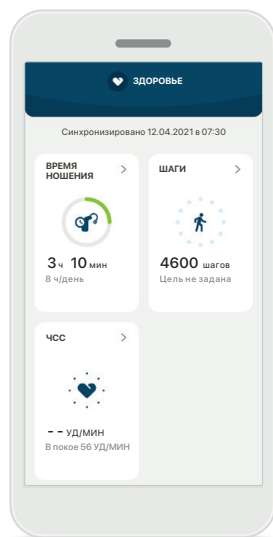 ЗДОРОВЬЕ
Синхронизировано 12.04.2021 в 07:30
ВРЕМЯ
НОШЕНИЯ
3 ч 10 мин
8 ч/день
ШАГИ
4600 шагов
Цель не задана
ЧСС
-- УД/МИН
В покое 56 УД/МИН